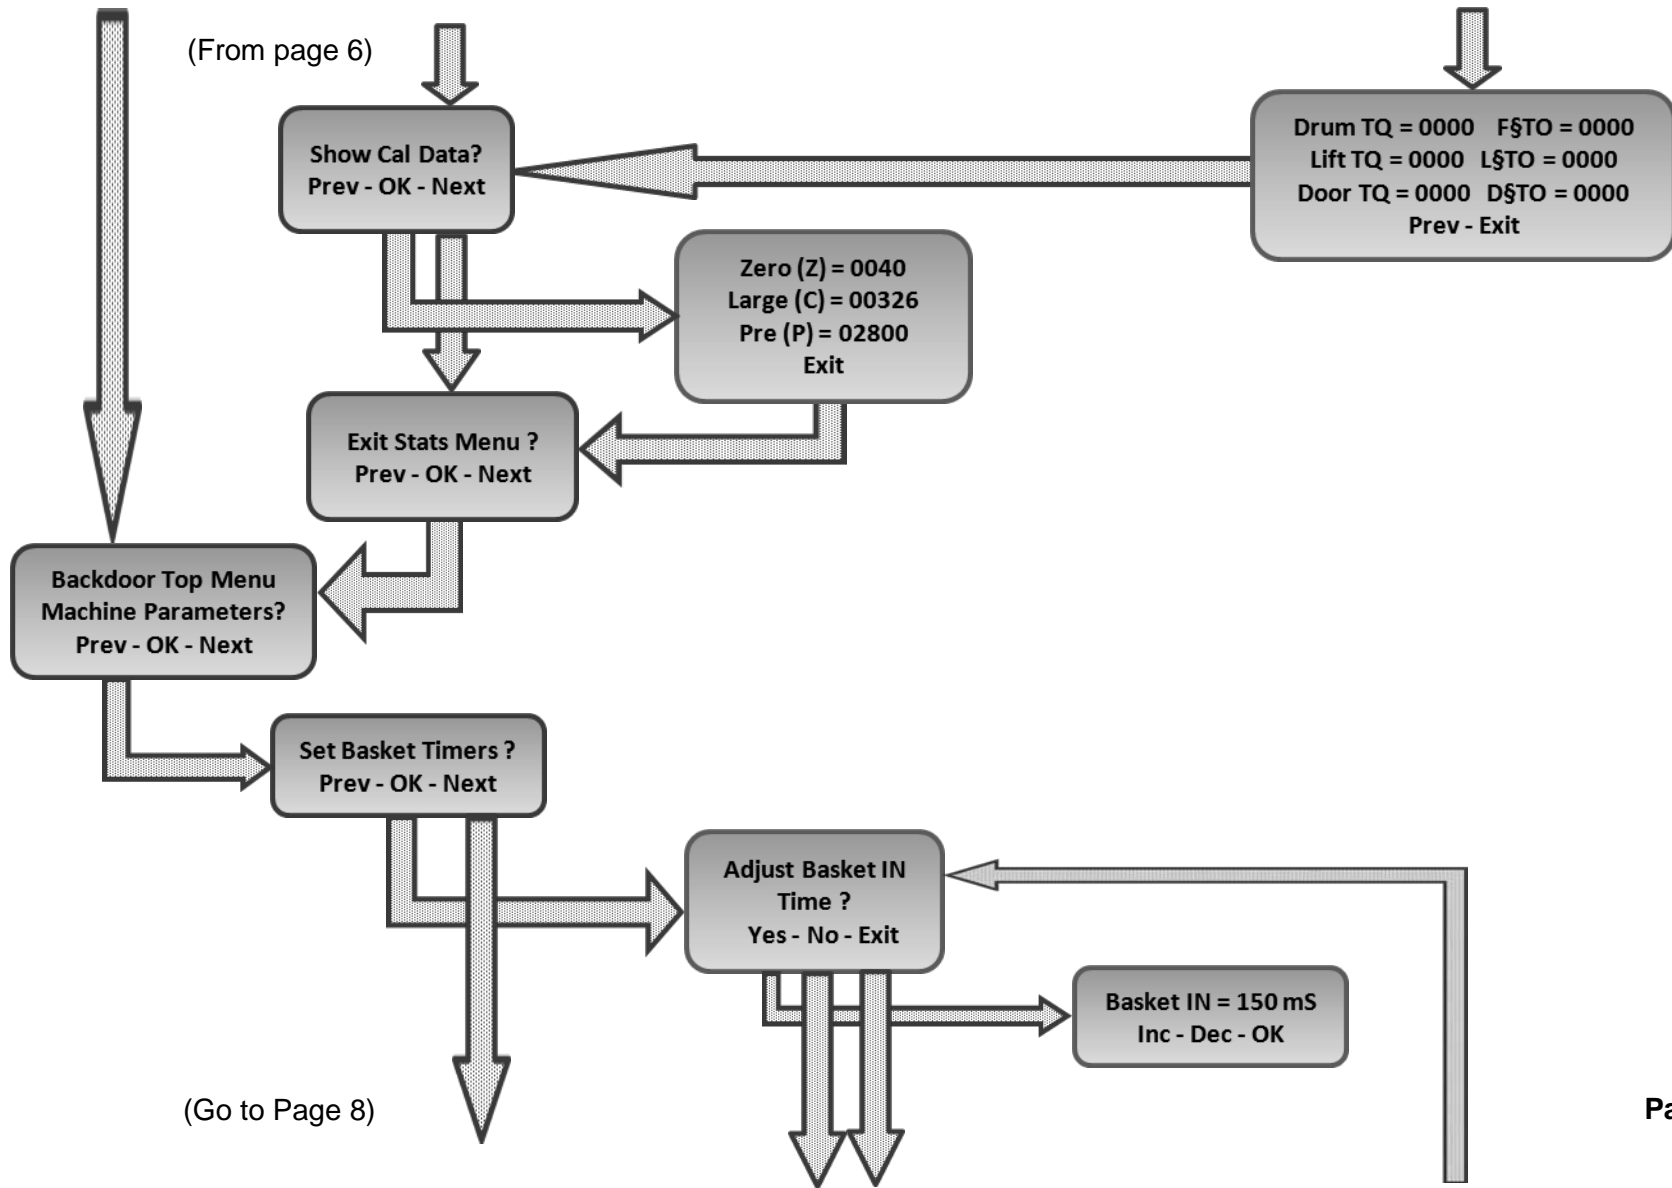 (From page 6)
Show Cal Data?
Prev - OK - Next
Drum TQ = 0000 F§TO = 0000
Lift TQ = 0000 L§TO = 0000
Door TQ = 0000 D§TO = 0000
Prev - Exit
Zero (Z) = 0040
Large (C) = 00326
Pre (P) = 02800
Exit
Exit Stats Menu ?
Prev - OK - Next
Backdoor Top Menu
Machine Parameters?
Prev - OK - Next
Set Basket Timers ?
Prev - OK - Next
Adjust Basket IN
Time ?
Yes - No - Exit
Basket IN = 150 mS
Inc - Dec - OK
(Go to Page 8)